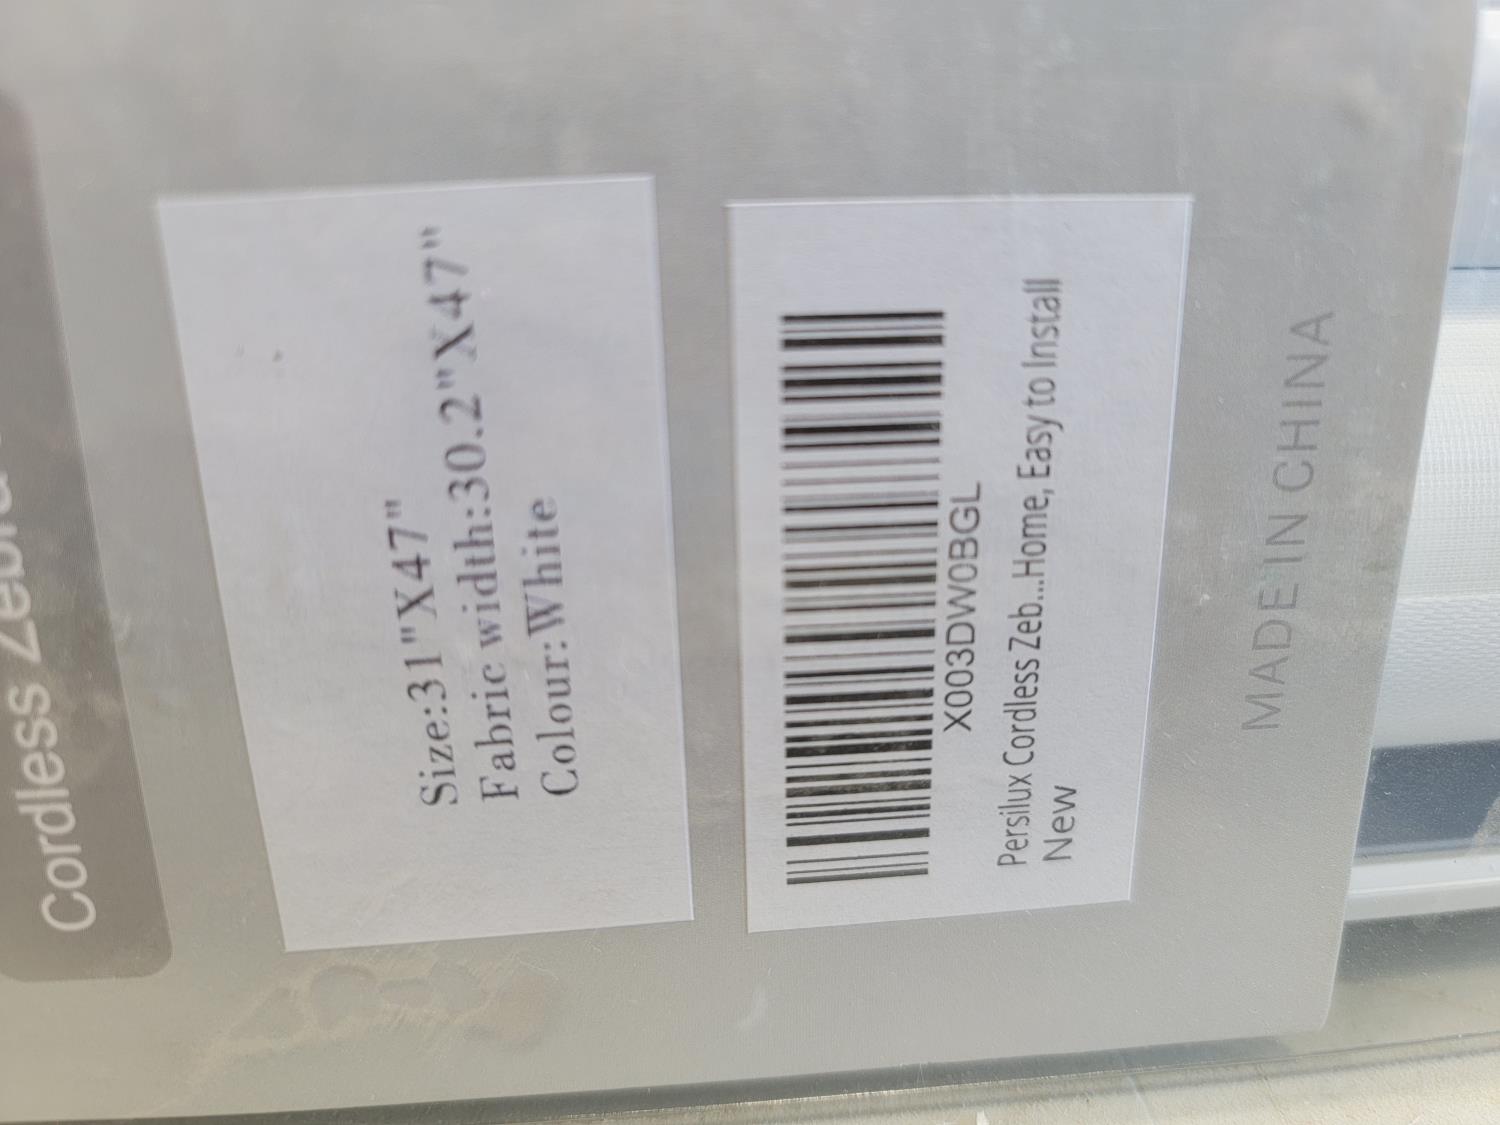 Cordless Zebra
Size:31"X47"
Fabric width:30.2"X47"
Colour:White
X003DW0BGL
Persilux Cordless Zeb...Home, Easy to Install
New
MADE IN CHINA